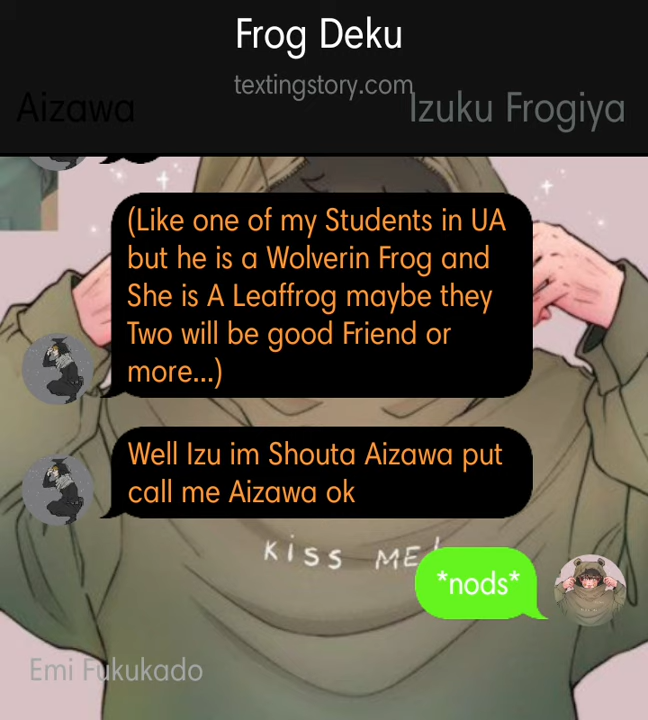 Frog Deku
textingstory.com
Aizawa
Izuku Frogiya
(Like one of my Students in UA
but he is a Wolverin Frog and
She is A Leaffrog maybe they
Two will be good Friend or
more...)
Well Izu im Shouta Aizawa put
call me Aizawa ok
KISS ME!
*nods*
Emi Fukukado